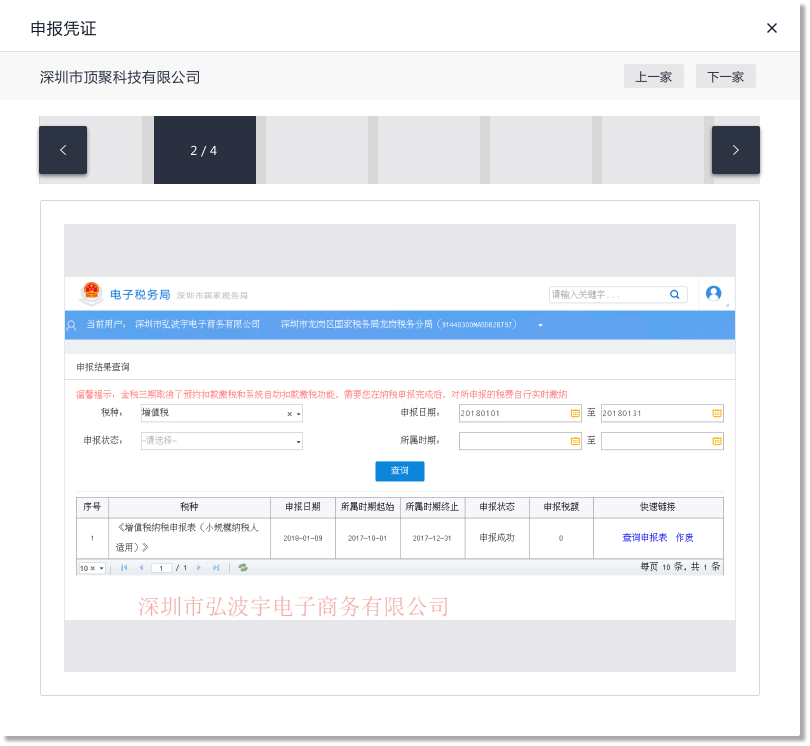 申报凭证
深圳市顶聚科技有限公司
上一家 下一家
2 / 4
电子税务局 深圳市国家税务局
请输入关键字...
当前用户: 深圳市弘波宇电子商务有限公司 深圳市龙岗区国家税务局龙岗税务分局
申报结果查询
温馨提示: 金税三期取消了预约扣款缴税和系统自动扣款缴税功能, 需要您在纳税申报完成后, 对所申报的税费自行实时缴纳
税种: 增值税 申报日期: 20180101 至 20180131
申报状态: -请选择- 所属时期: 至
查询
序号 税种 申报日期 所属时期起始 所属时期终止 申报状态 申报税额 快速链接
《增值税纳税申报表（小规模纳税人
1 2018-01-09 2017-10-01 2017-12-31 申报成功 0 查询申报表 作废
适用）》
10 1 / 1 每页 10 条, 共 1 条
深圳市弘波宇电子商务有限公司